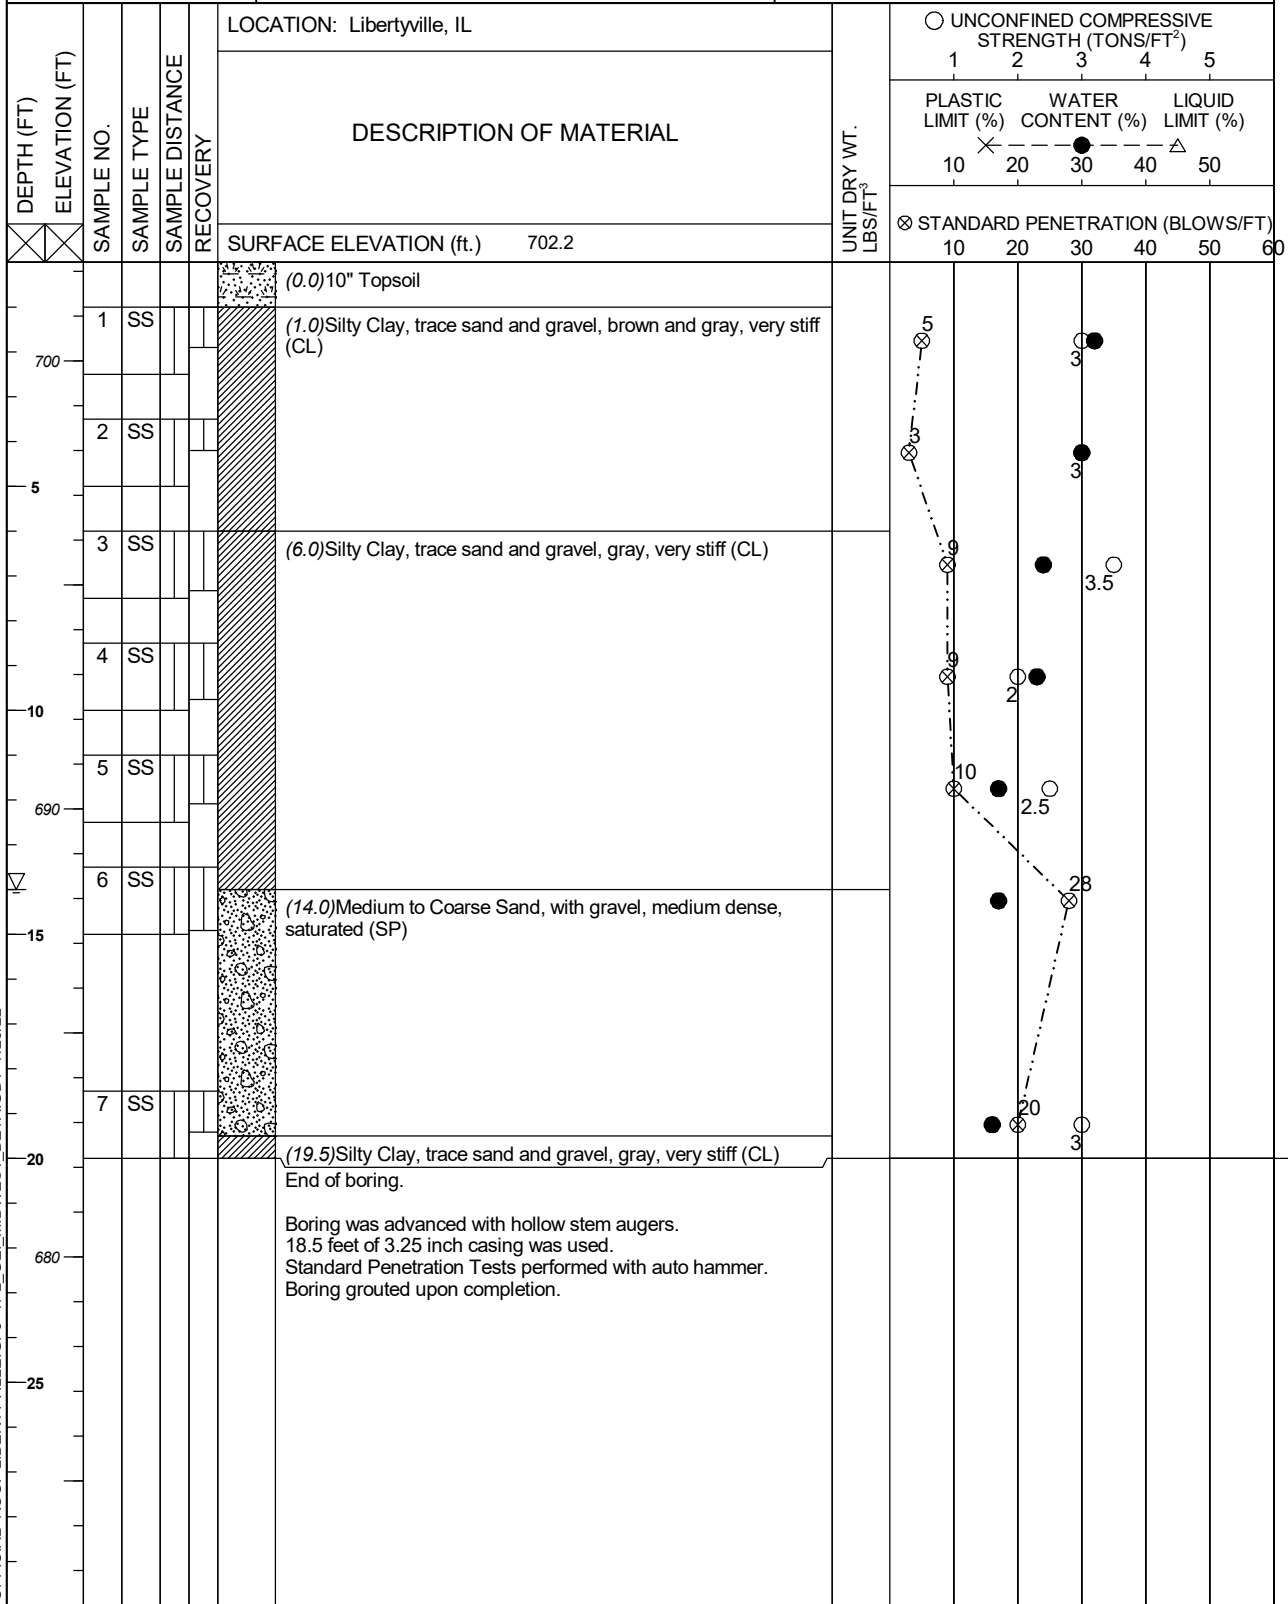 LOCATION: Libertyville, IL
DEPTH (FT)
ELEVATION (FT)
SAMPLE NO.
SAMPLE TYPE
SAMPLE DISTANCE
RECOVERY
DESCRIPTION OF MATERIAL
SURFACE ELEVATION (ft.) 702.2
UNIT DRY WT.
LBS/FT³
UNCONFINED COMPRESSIVE
STRENGTH (TONS/FT²)
1 2 3 4 5
PLASTIC WATER LIQUID
LIMIT (%) CONTENT (%) LIMIT (%)
10 20 30 40 50
STANDARD PENETRATION (BLOWS/FT)
10 20 30 40 50 60
(0.0)10" Topsoil
1 SS
(1.0)Silty Clay, trace sand and gravel, brown and gray, very stiff
(CL)
5
3
700
2 SS
3
3
5
3 SS
(6.0)Silty Clay, trace sand and gravel, gray, very stiff (CL)
9
3.5
4 SS
9
2
10
5 SS
10
2.5
690
6 SS
28
(14.0)Medium to Coarse Sand, with gravel, medium dense,
saturated (SP)
15
7 SS
20
3
(19.5)Silty Clay, trace sand and gravel, gray, very stiff (CL)
20
End of boring.
Boring was advanced with hollow stem augers.
18.5 feet of 3.25 inch casing was used.
680
Standard Penetration Tests performed with auto hammer.
Boring grouted upon completion.
25